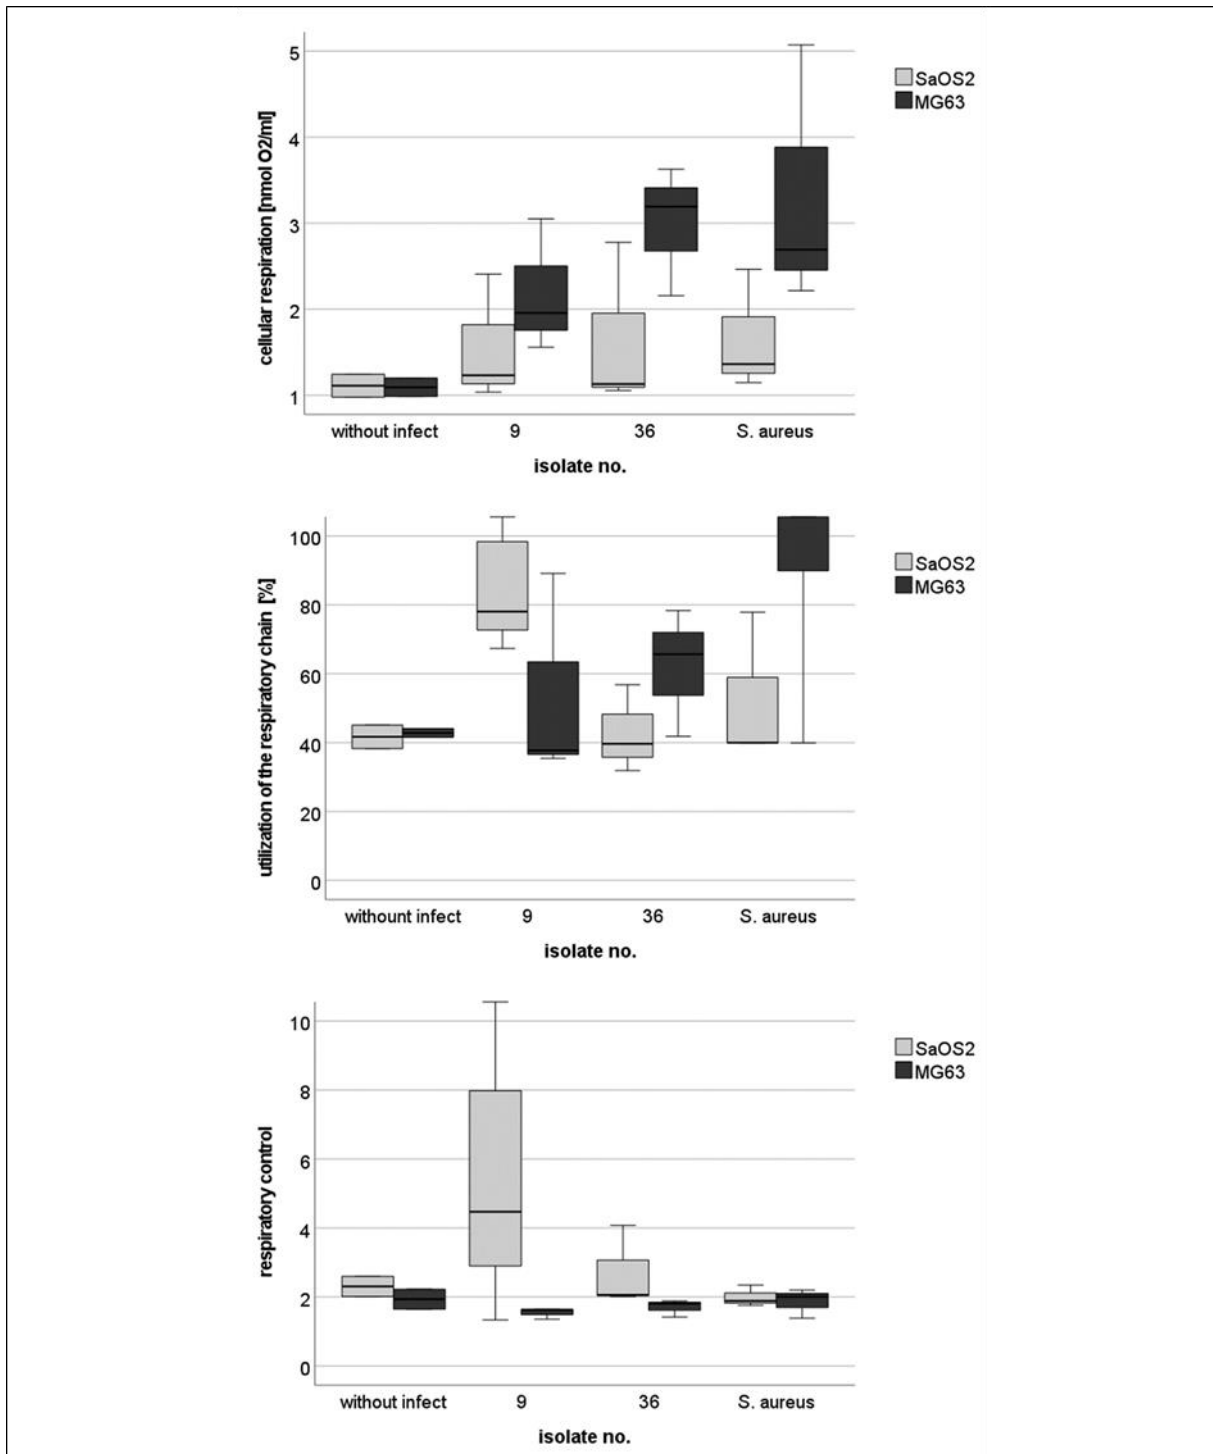 5
SaOS2
MG63
4
3
2
1
cellular respiration [nmol O2/ml]
without infect 9 36 S. aureus
isolate no.
100
SaOS2
MG63
80
60
40
20
0
utilization of the respiratory chain [%]
withount infect 9 36 S. aureus
isolate no.
10
SaOS2
MG63
8
6
4
2
0
respiratory control
without infect 9 36 S. aureus
isolate no.